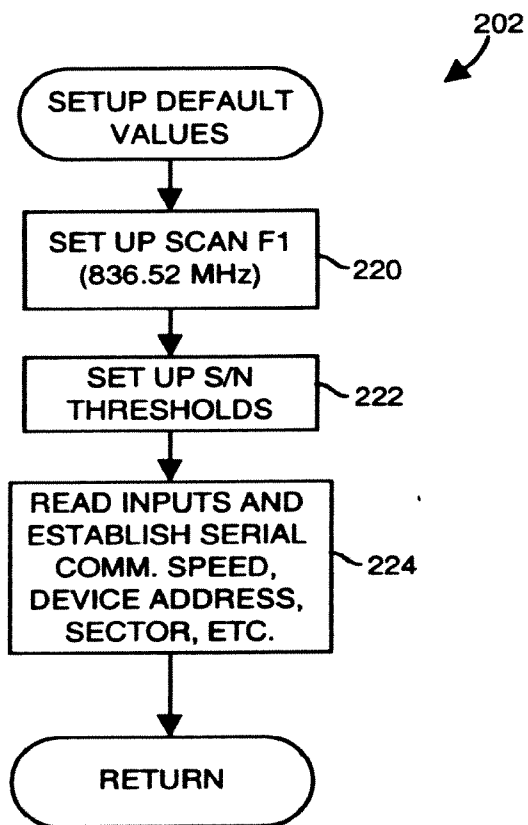 202
SETUP DEFAULT
VALUES
SET UP SCAN F1
(836.52 MHz)
220
SET UP S/N
THRESHOLDS
222
READ INPUTS AND
ESTABLISH SERIAL
COMM. SPEED,
DEVICE ADDRESS,
SECTOR, ETC.
224
RETURN